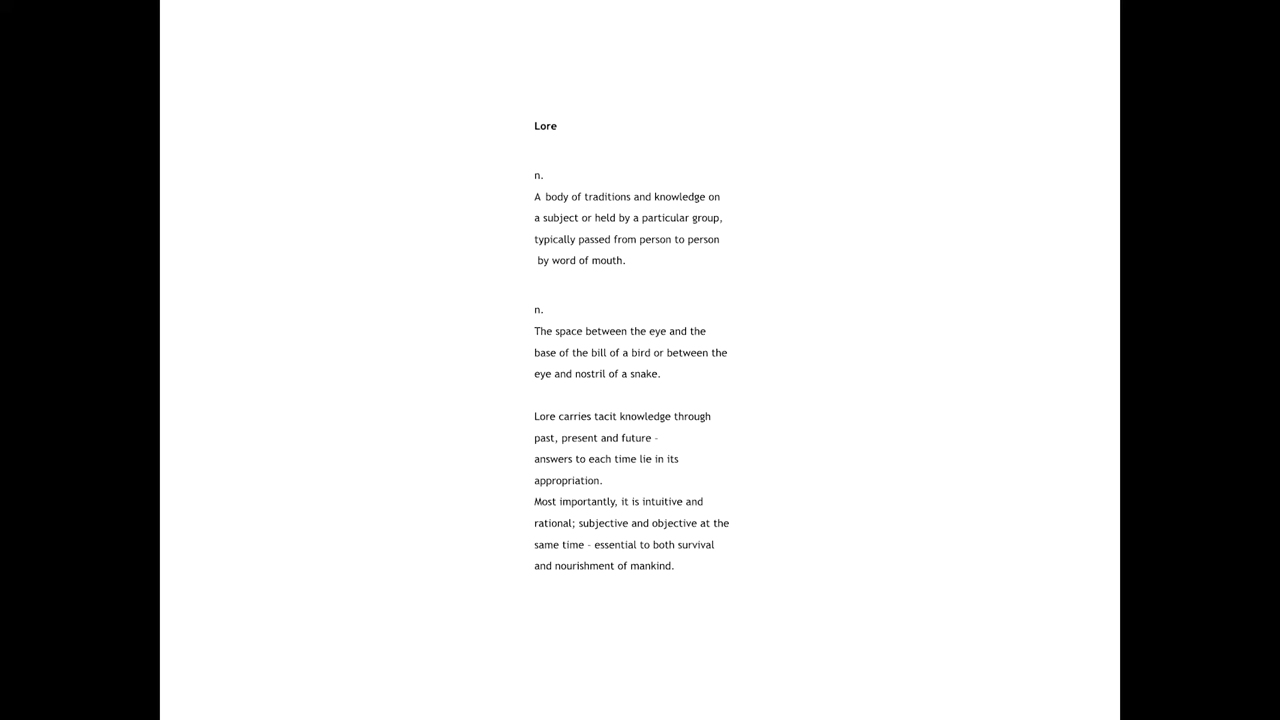 Lore
n.
A body of traditions and knowledge on
a subject or held by a particular group,
typically passed from person to person
by word of mouth.
n.
The space between the eye and the
base of the bill of a bird or between the
eye and nostril of a snake.
Lore carries tacit knowledge through
past, present and future -
answers to each time lie in its
appropriation.
Most importantly, it is intuitive and
rational; subjective and objective at the
same time - essential to both survival
and nourishment of mankind.